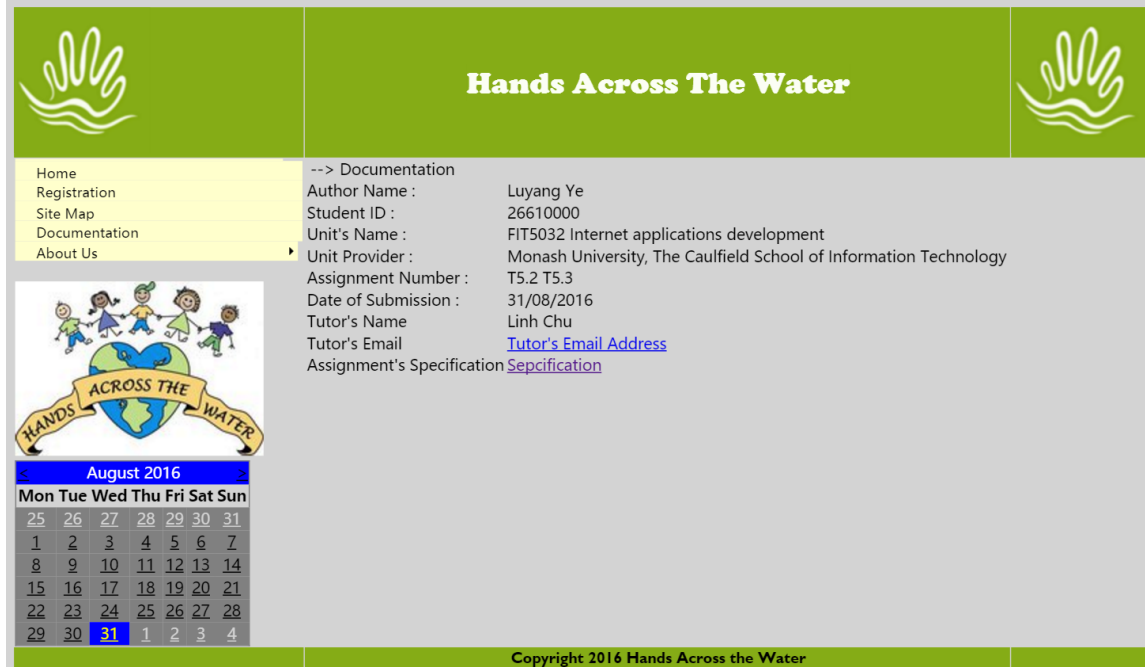 Hands Across The Water
Home
Registration
Site Map
Documentation
About Us
--> Documentation
Author Name : Luyang Ye
Student ID : 26610000
Unit's Name : FIT5032 Internet applications development
Unit Provider : Monash University, The Caulfield School of Information Technology
Assignment Number : T5.2 T5.3
Date of Submission : 31/08/2016
Tutor's Name Linh Chu
Tutor's Email Tutor's Email Address
Assignment's Specification Sepcification
HANDS ACROSS THE WATER
< August 2016 >
Mon Tue Wed Thu Fri Sat Sun
25 26 27 28 29 30 31
1 2 3 4 5 6 7
8 9 10 11 12 13 14
15 16 17 18 19 20 21
22 23 24 25 26 27 28
29 30 31 1 2 3 4
Copyright 2016 Hands Across the Water